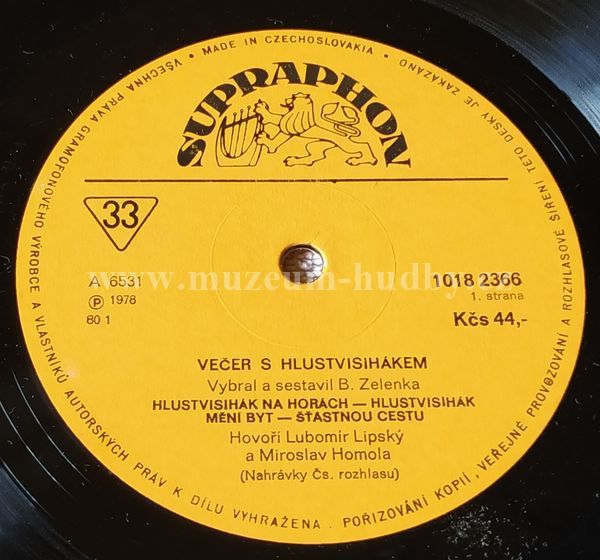 VŠECHNA PRÁVA GRAMOFONOVÉHO VÝROBCE A VLASTNÍKŮ AUTORSKÝCH PRÁV K DÍLU VYHRAŽENA. POŘIZOVÁNÍ KOPIÍ, VEŘEJNÉ PROVOZOVÁNÍ A ROZHLASOVÉ ŠÍŘENÍ TÉTO DESKY JE ZAKÁZÁNO
• MADE IN CZECHOSLOVAKIA •
SUPRAPHON
33
www.muzeum-hudby
A 6531
1018 2366
℗ 1978
1. strana
80 1
Kčs 44,-
VEČER S HLUSTVISIHÁKEM
Vybral a sestavil B. Zelenka
HLUSTVISIHÁK NA HORÁCH — HLUSTVISIHÁK
MĚNÍ BYT — ŠŤASTNOU CESTU
Hovoří Lubomír Lipský
a Miroslav Homola
(Nahrávky Čs. rozhlasu)